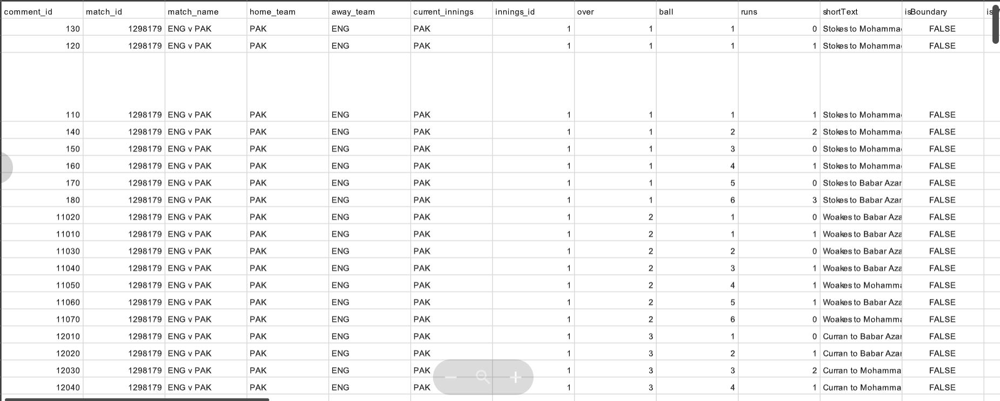 comment_id match_id match_name home_team away_team current_innings innings_id over ball runs shortText isBoundary
130 1298179 ENG v PAK PAK ENG PAK 1 1 1 0 Stokes to Mohamma FALSE
120 1298179 ENG v PAK PAK ENG PAK 1 1 1 1 Stokes to Mohamma FALSE
110 1298179 ENG v PAK PAK ENG PAK 1 1 1 1 Stokes to Mohamma FALSE
140 1298179 ENG v PAK PAK ENG PAK 1 1 2 2 Stokes to Mohamma FALSE
150 1298179 ENG v PAK PAK ENG PAK 1 1 3 0 Stokes to Mohamma FALSE
160 1298179 ENG v PAK PAK ENG PAK 1 1 4 1 Stokes to Mohamma FALSE
170 1298179 ENG v PAK PAK ENG PAK 1 1 5 0 Stokes to Babar Azar FALSE
180 1298179 ENG v PAK PAK ENG PAK 1 1 6 3 Stokes to Babar Azar FALSE
11020 1298179 ENG v PAK PAK ENG PAK 1 2 1 0 Woakes to Babar Aza FALSE
11010 1298179 ENG v PAK PAK ENG PAK 1 2 1 1 Woakes to Babar Aza FALSE
11030 1298179 ENG v PAK PAK ENG PAK 1 2 2 0 Woakes to Babar Aza FALSE
11040 1298179 ENG v PAK PAK ENG PAK 1 2 3 1 Woakes to Babar Aza FALSE
11050 1298179 ENG v PAK PAK ENG PAK 1 2 4 1 Woakes to Mohamma FALSE
11060 1298179 ENG v PAK PAK ENG PAK 1 2 5 1 Woakes to Babar Aza FALSE
11070 1298179 ENG v PAK PAK ENG PAK 1 2 6 0 Woakes to Mohamma FALSE
12010 1298179 ENG v PAK PAK ENG PAK 1 3 1 0 Curran to Babar Azar FALSE
12020 1298179 ENG v PAK PAK ENG PAK 1 3 2 1 Curran to Babar Azar FALSE
12030 1298179 ENG v PAK PAK ENG PAK 1 3 3 2 Curran to Mohamma FALSE
12040 1298179 ENG v PAK PAK ENG PAK 1 3 4 1 Curran to Mohamma FALSE